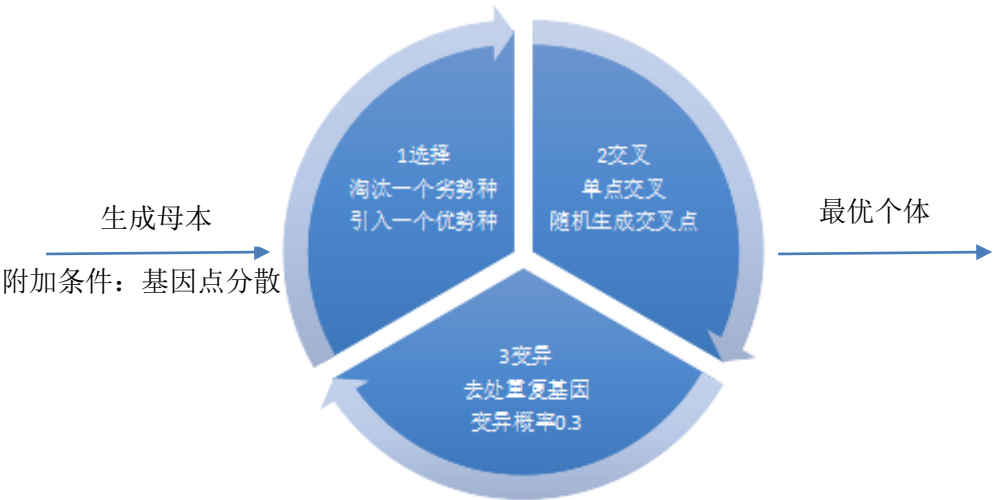 生成母本
附加条件：基因点分散
1选择
淘汰一个劣势种
引入一个优势种
2交叉
单点交叉
随机生成交叉点
3变异
去处重复基因
变异概率0.3
最优个体